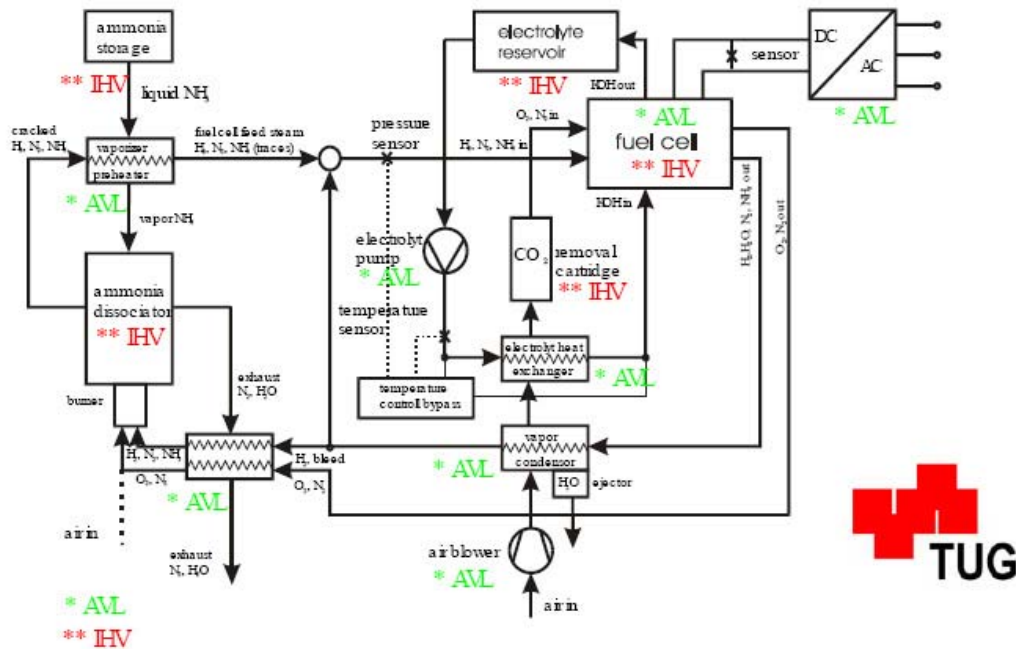 ammonia
storage
** IHV
liquid NH₃
cracked
H₂, N₂, NH₃
vaporizer
preheater
* AVL
vapor NH₃
fuel cell feed steam
H₂, N₂, NH₃ (traces)
pressure
sensor
electrolyte
reservoir
** IHV
KOH out
O₂, N₂ in
H₂, N₂, NH₃ in
* AVL
fuel cell
** IHV
KOH in
sensor
DC
AC
* AVL
H₂, H₂O, N₂, NH₃ out
O₂, N₂ out
ammonia
dissociator
** IHV
burner
exhaust
N₂, H₂O
electrolyt
pump
* AVL
temperature
sensor
CO₂
removal
cartridge
** IHV
electrolyt heat
exchanger
* AVL
temperature
control bypass
vapor
condensor
* AVL
H₂O
ejector
H₂, N₂, NH₃
O₂, N₂
H₂, bleed
O₂, N₂
* AVL
air in
exhaust
N₂, H₂O
air blower
* AVL
air in
* AVL
** IHV
TUG